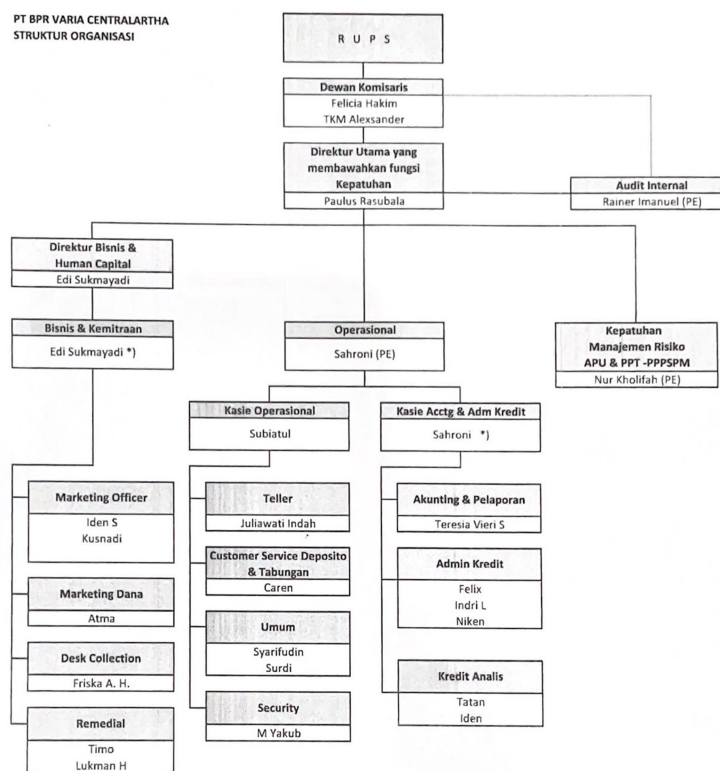 PT BPR VARIA CENTRALARTHA
STRUKTUR ORGANISASI
R U P S
Dewan Komisaris
Felicia Hakim
TKM Alexsander
Direktur Utama yang
membawahkan fungsi
Kepatuhan
Paulus Rasubala
Audit Internal
Rainer Imanuel (PE)
Direktur Bisnis &
Human Capital
Edi Sukmayadi
Bisnis & Kemitraan
Edi Sukmayadi *)
Operasional
Sahroni (PE)
Kepatuhan
Manajemen Risiko
APU & PPT -PPPSPM
Nur Kholifah (PE)
Kasie Operasional
Subiatul
Kasie Acctg & Adm Kredit
Sahroni *)
Marketing Officer
Iden S
Kusnadi
Marketing Dana
Atma
Desk Collection
Friska A. H.
Remedial
Timo
Lukman H
Teller
Juliawati Indah
Customer Service Deposito
& Tabungan
Caren
Umum
Syarifudin
Surdi
Security
M Yakub
Akunting & Pelaporan
Teresia Vieri S
Admin Kredit
Felix
Indri L
Niken
Kredit Analis
Tatan
Iden